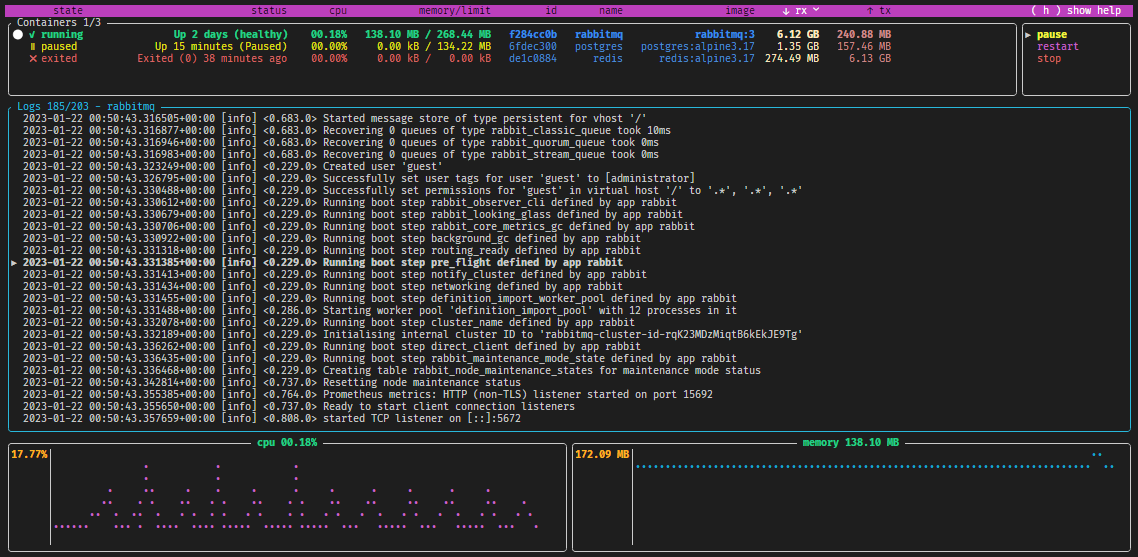 state status cpu memory/limit id name image ↓ rx ⌄ ↑ tx ( h ) show help
Containers 1/3
✓ running Up 2 days (healthy) 00.18% 138.10 MB / 268.44 MB f284cc0b rabbitmq rabbitmq:3 6.12 GB 240.88 MB
॥ paused Up 15 minutes (Paused) 00.00% 0.00 kB / 134.22 MB 6fdec300 postgres postgres:alpine3.17 1.35 GB 157.46 MB
✕ exited Exited (0) 38 minutes ago 00.00% 0.00 kB / 0.00 kB de1c0884 redis redis:alpine3.17 274.49 MB 6.13 GB
▶ pause
restart
stop
Logs 185/203 - rabbitmq
2023-01-22 00:50:43.316505+00:00 [info] <0.683.0> Started message store of type persistent for vhost '/'
2023-01-22 00:50:43.316877+00:00 [info] <0.683.0> Recovering 0 queues of type rabbit_classic_queue took 10ms
2023-01-22 00:50:43.316946+00:00 [info] <0.683.0> Recovering 0 queues of type rabbit_quorum_queue took 0ms
2023-01-22 00:50:43.316983+00:00 [info] <0.683.0> Recovering 0 queues of type rabbit_stream_queue took 0ms
2023-01-22 00:50:43.323249+00:00 [info] <0.229.0> Created user 'guest'
2023-01-22 00:50:43.326795+00:00 [info] <0.229.0> Successfully set user tags for user 'guest' to [administrator]
2023-01-22 00:50:43.330488+00:00 [info] <0.229.0> Successfully set permissions for 'guest' in virtual host '/' to '.*', '.*', '.*'
2023-01-22 00:50:43.330612+00:00 [info] <0.229.0> Running boot step rabbit_observer_cli defined by app rabbit
2023-01-22 00:50:43.330679+00:00 [info] <0.229.0> Running boot step rabbit_looking_glass defined by app rabbit
2023-01-22 00:50:43.330706+00:00 [info] <0.229.0> Running boot step rabbit_core_metrics_gc defined by app rabbit
2023-01-22 00:50:43.330922+00:00 [info] <0.229.0> Running boot step background_gc defined by app rabbit
2023-01-22 00:50:43.331318+00:00 [info] <0.229.0> Running boot step routing_ready defined by app rabbit
▶ 2023-01-22 00:50:43.331385+00:00 [info] <0.229.0> Running boot step pre_flight defined by app rabbit
2023-01-22 00:50:43.331413+00:00 [info] <0.229.0> Running boot step notify_cluster defined by app rabbit
2023-01-22 00:50:43.331434+00:00 [info] <0.229.0> Running boot step networking defined by app rabbit
2023-01-22 00:50:43.331455+00:00 [info] <0.229.0> Running boot step definition_import_worker_pool defined by app rabbit
2023-01-22 00:50:43.331488+00:00 [info] <0.286.0> Starting worker pool 'definition_import_pool' with 12 processes in it
2023-01-22 00:50:43.332078+00:00 [info] <0.229.0> Running boot step cluster_name defined by app rabbit
2023-01-22 00:50:43.332189+00:00 [info] <0.229.0> Initialising internal cluster ID to 'rabbitmq-cluster-id-rqK23MDzMiqtB6kEkJE9Tg'
2023-01-22 00:50:43.336262+00:00 [info] <0.229.0> Running boot step direct_client defined by app rabbit
2023-01-22 00:50:43.336435+00:00 [info] <0.229.0> Running boot step rabbit_maintenance_mode_state defined by app rabbit
2023-01-22 00:50:43.336468+00:00 [info] <0.229.0> Creating table rabbit_node_maintenance_states for maintenance mode status
2023-01-22 00:50:43.342814+00:00 [info] <0.737.0> Resetting node maintenance status
2023-01-22 00:50:43.355385+00:00 [info] <0.764.0> Prometheus metrics: HTTP (non-TLS) listener started on port 15692
2023-01-22 00:50:43.355650+00:00 [info] <0.737.0> Ready to start client connection listeners
2023-01-22 00:50:43.357659+00:00 [info] <0.808.0> started TCP listener on [::]:5672
cpu 00.18%
17.77%
memory 138.10 MB
172.09 MB